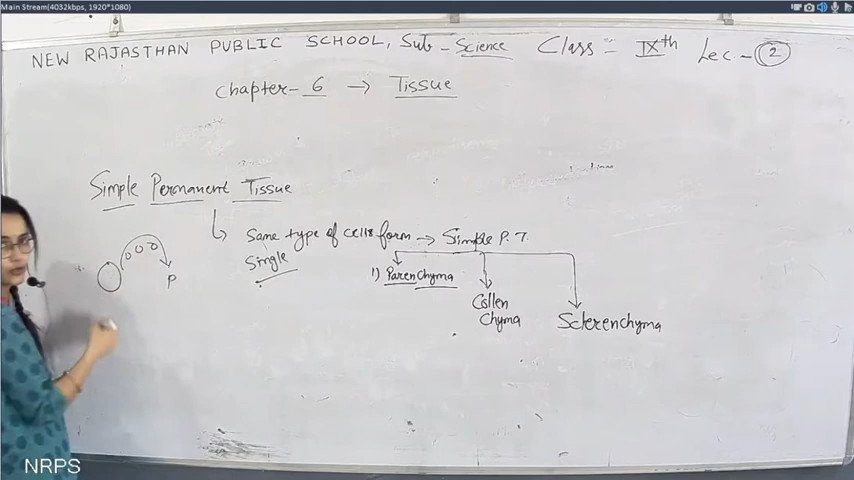 Main Stream(4032kbps, 1920*1080)
NEW RAJASTHAN PUBLIC SCHOOL, Sub - Science Class = IXth Lec - 2
Chapter - 6 → Tissue
Simple Permanent Tissue
Same type of cells form → Simple P. T.
Single
1) Parenchyma
Collen
chyma
Sclerenchyma
P
NRPS